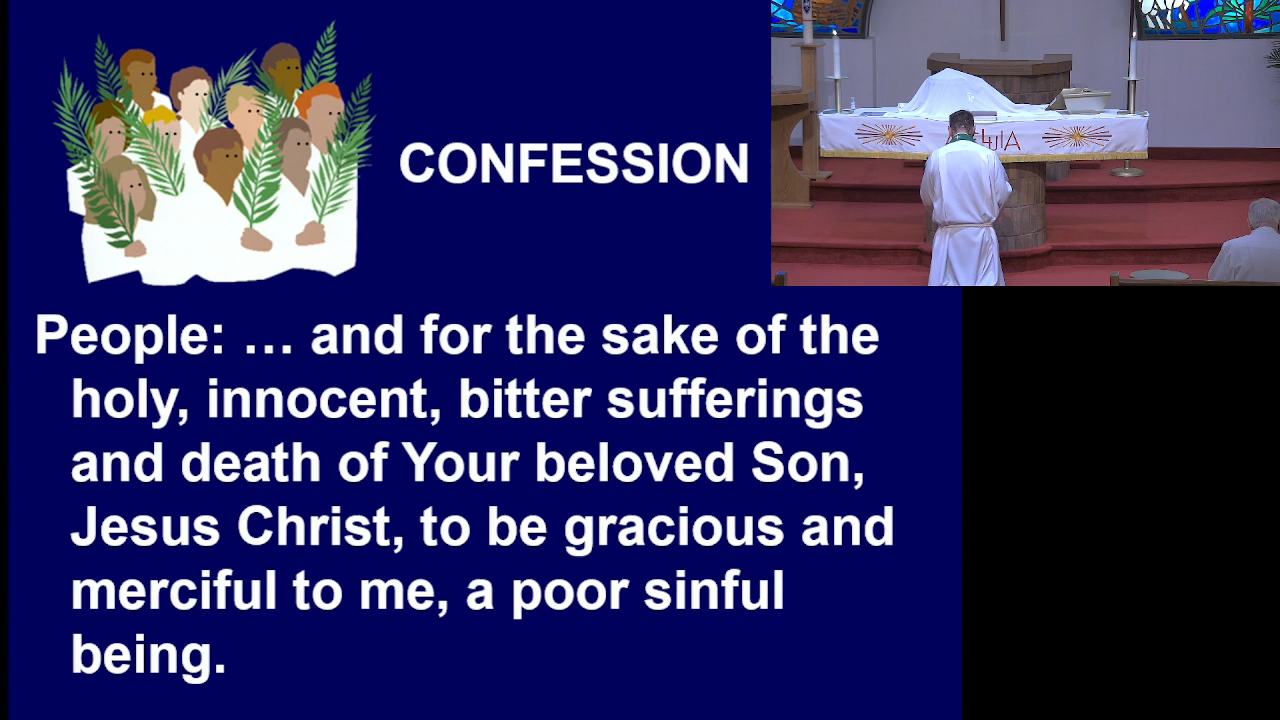 CONFESSION
People: … and for the sake of the
holy, innocent, bitter sufferings
and death of Your beloved Son,
Jesus Christ, to be gracious and
merciful to me, a poor sinful
being.